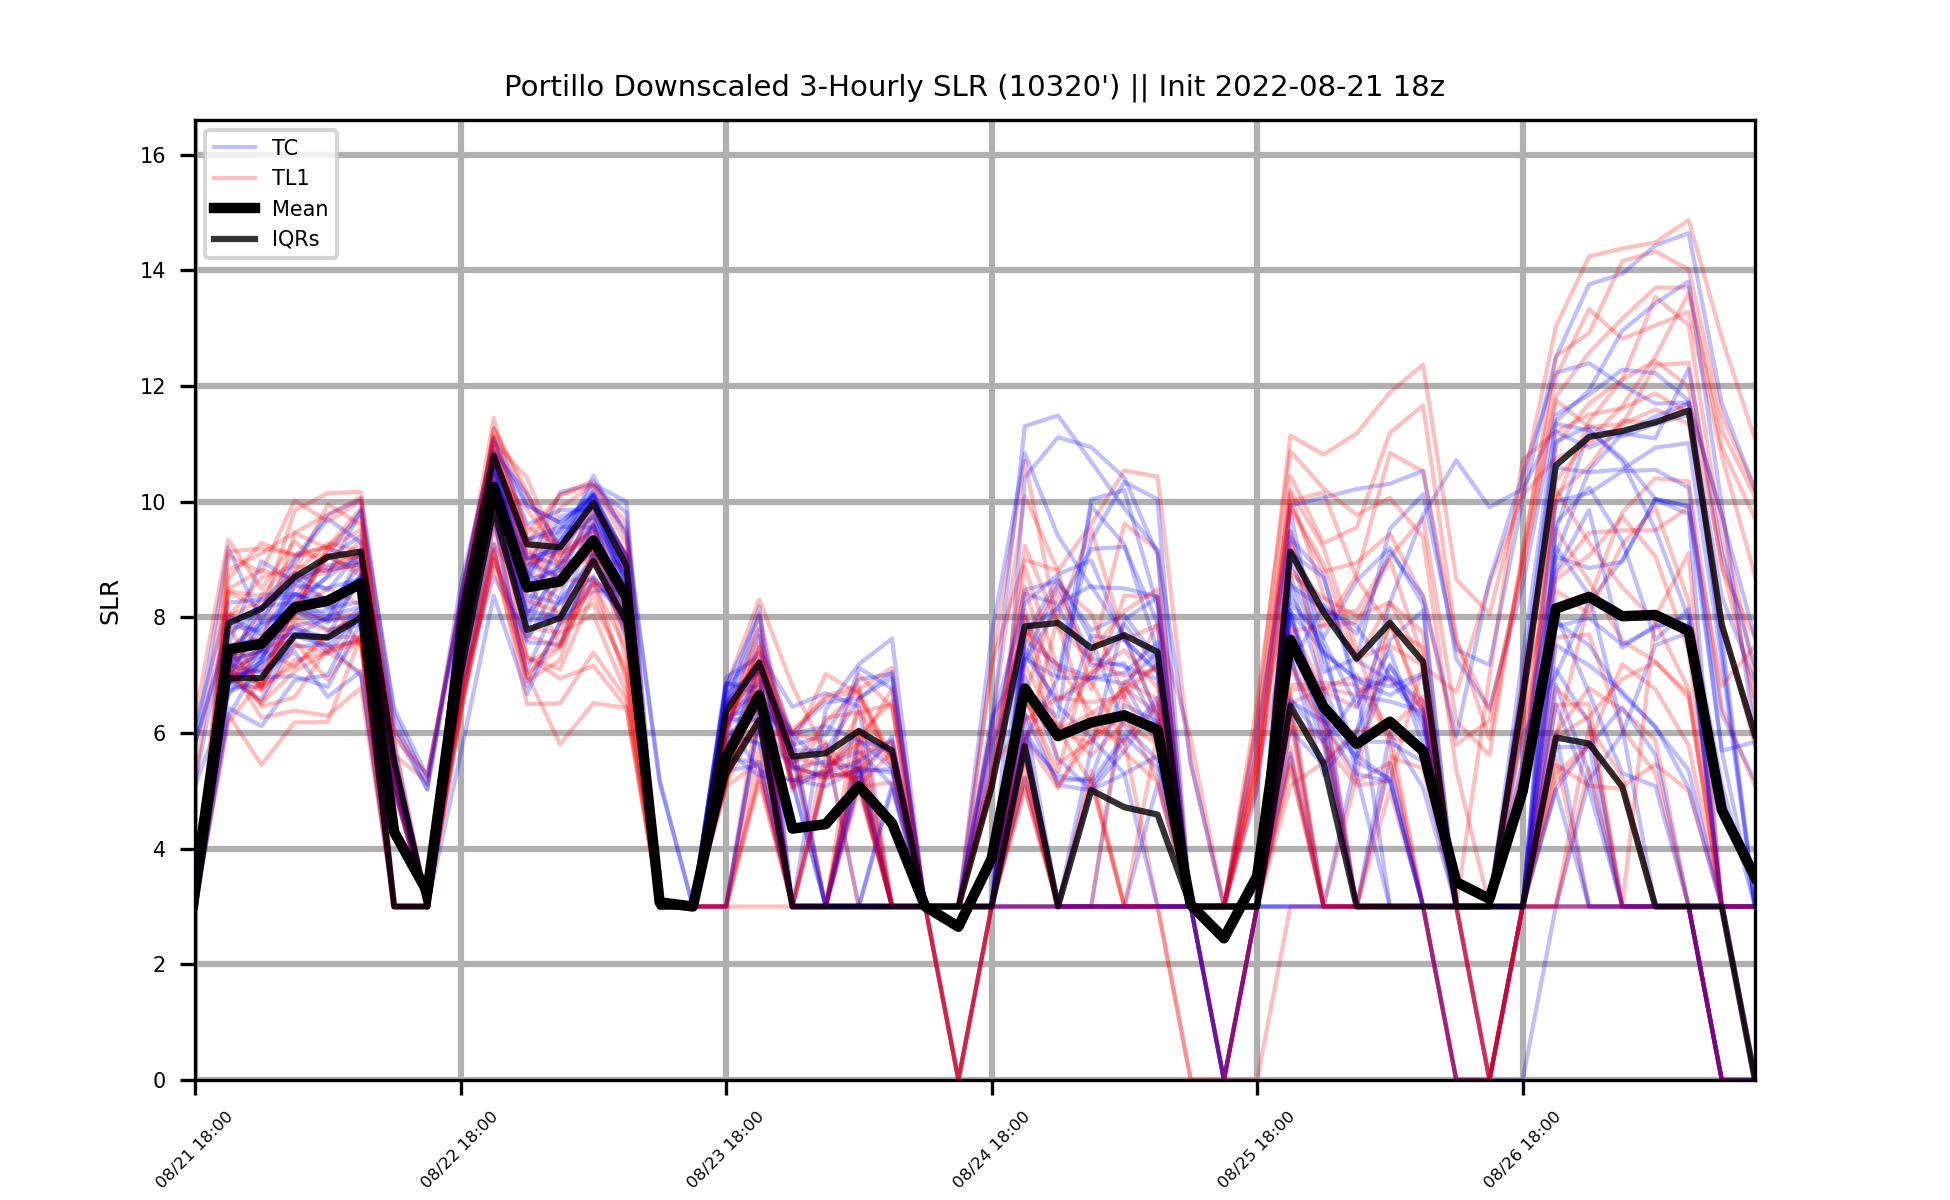 Portillo Downscaled 3-Hourly SLR (10320') || Init 2022-08-21 18z
TC
TL1
Mean
IQRs
SLR
16
14
12
10
8
6
4
2
0
08/21 18:00
08/22 18:00
08/23 18:00
08/24 18:00
08/25 18:00
08/26 18:00